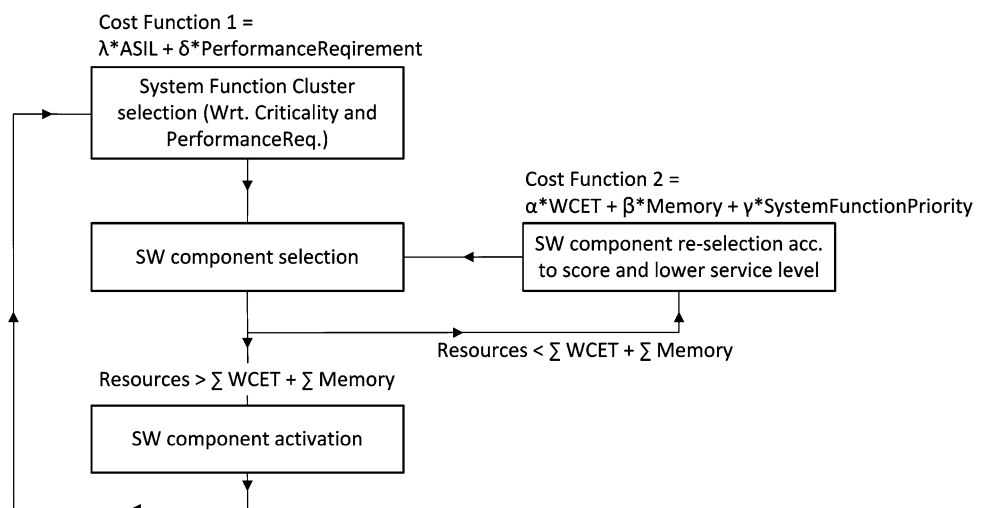 Cost Function 1 =
λ*ASIL + δ*PerformanceReqirement
System Function Cluster
selection (Wrt. Criticality and
PerformanceReq.)
Cost Function 2 =
α*WCET + β*Memory + γ*SystemFunctionPriority
SW component selection
SW component re-selection acc.
to score and lower service level
Resources < ∑ WCET + ∑ Memory
Resources > ∑ WCET + ∑ Memory
SW component activation